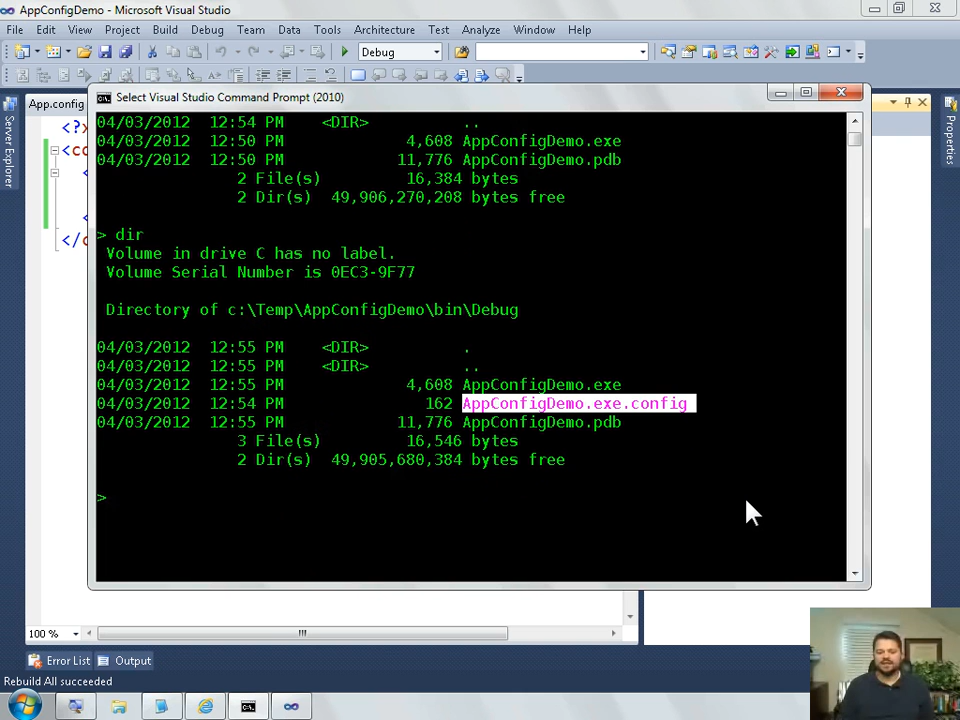 AppConfigDemo - Microsoft Visual Studio
File Edit View Project Build Debug Team Data Tools Architecture Test Analyze Window Help
Debug
App.config
Server Explorer
Properties
<?x
<co
<
<
</c
Select Visual Studio Command Prompt (2010)
04/03/2012 12:54 PM <DIR> ..
04/03/2012 12:50 PM 4,608 AppConfigDemo.exe
04/03/2012 12:50 PM 11,776 AppConfigDemo.pdb
2 File(s) 16,384 bytes
2 Dir(s) 49,906,270,208 bytes free
> dir
Volume in drive C has no label.
Volume Serial Number is 0EC3-9F77
Directory of c:\Temp\AppConfigDemo\bin\Debug
04/03/2012 12:55 PM <DIR> .
04/03/2012 12:55 PM <DIR> ..
04/03/2012 12:55 PM 4,608 AppConfigDemo.exe
04/03/2012 12:54 PM 162 AppConfigDemo.exe.config
04/03/2012 12:55 PM 11,776 AppConfigDemo.pdb
3 File(s) 16,546 bytes
2 Dir(s) 49,905,680,384 bytes free
>
100 %
Error List Output
Rebuild All succeeded